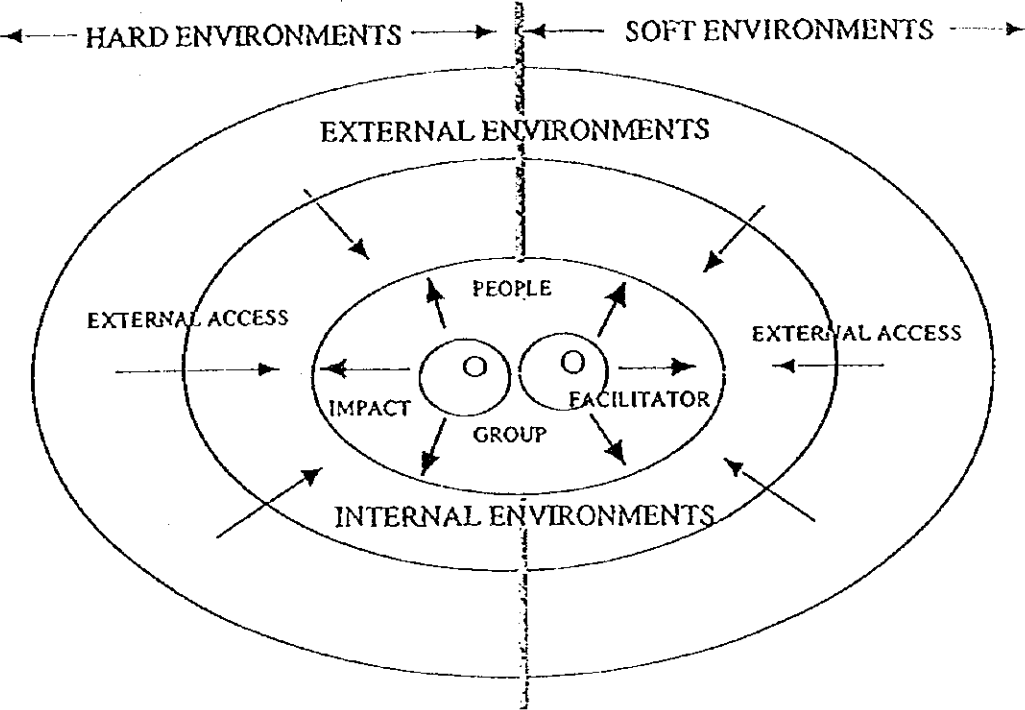 HARD ENVIRONMENTS
SOFT ENVIRONMENTS
EXTERNAL ENVIRONMENTS
PEOPLE
EXTERNAL ACCESS
EXTERNAL ACCESS
O
O
IMPACT
FACILITATOR
GROUP
INTERNAL ENVIRONMENTS